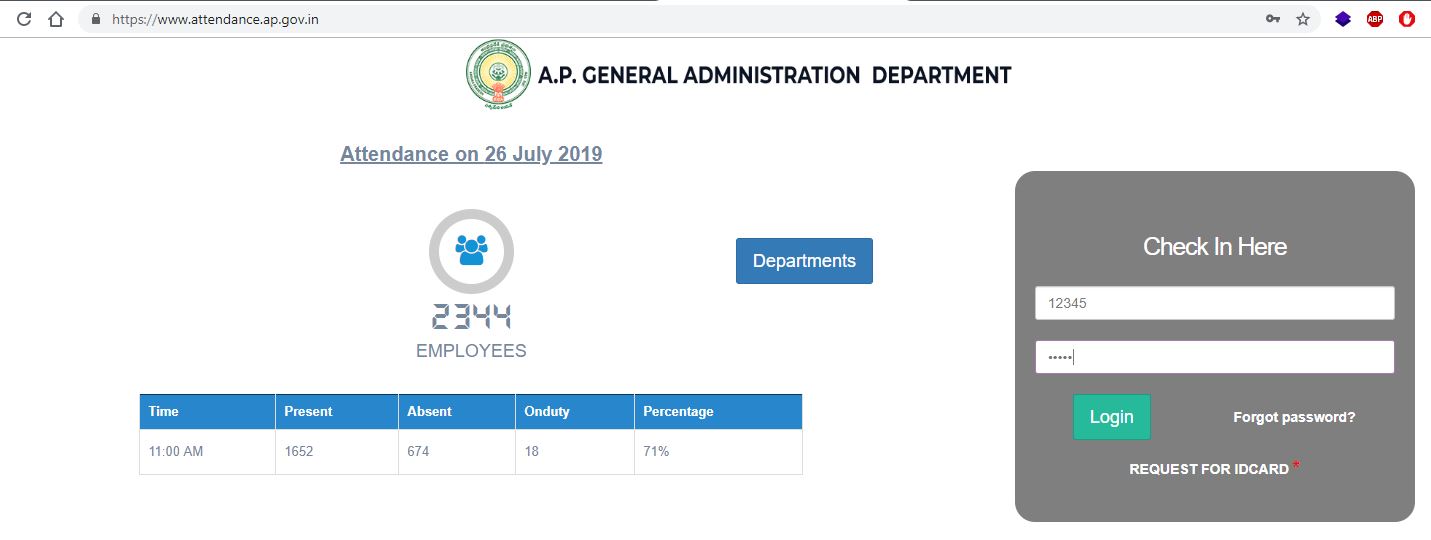 https://www.attendance.ap.gov.in
ABP
A.P. GENERAL ADMINISTRATION DEPARTMENT
Attendance on 26 July 2019
2344
EMPLOYEES
Departments
Time Present Absent Onduty Percentage
11:00 AM 1652 674 18 71%
Check In Here
12345
•••••
Login Forgot password?
REQUEST FOR IDCARD *